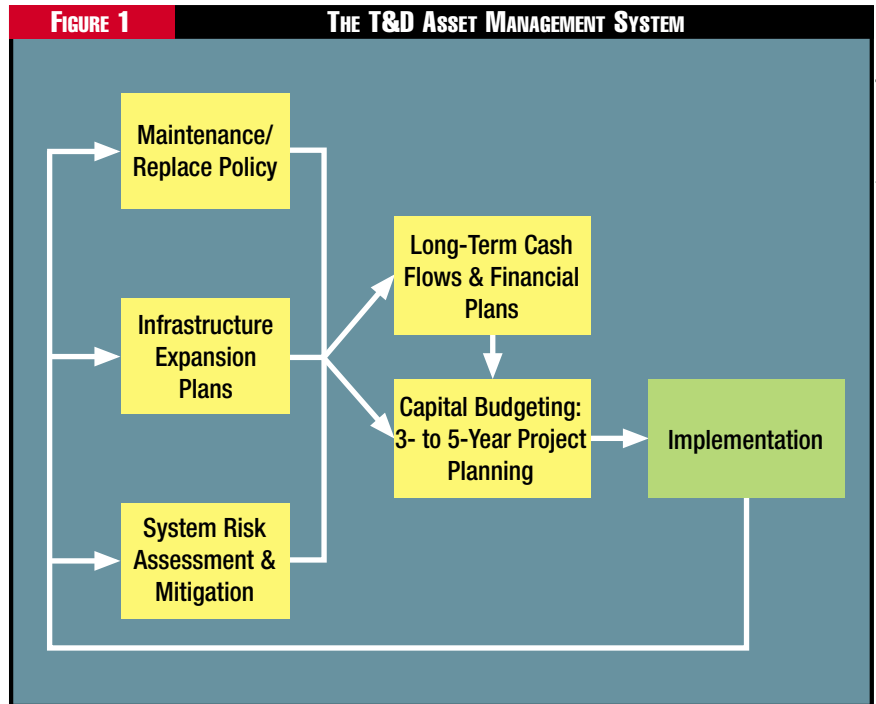 FIGURE 1
THE T&D ASSET MANAGEMENT SYSTEM
Maintenance/
Replace Policy
Infrastructure
Expansion
Plans
System Risk
Assessment &
Mitigation
Long-Term Cash
Flows & Financial
Plans
Capital Budgeting:
3- to 5-Year Project
Planning
Implementation